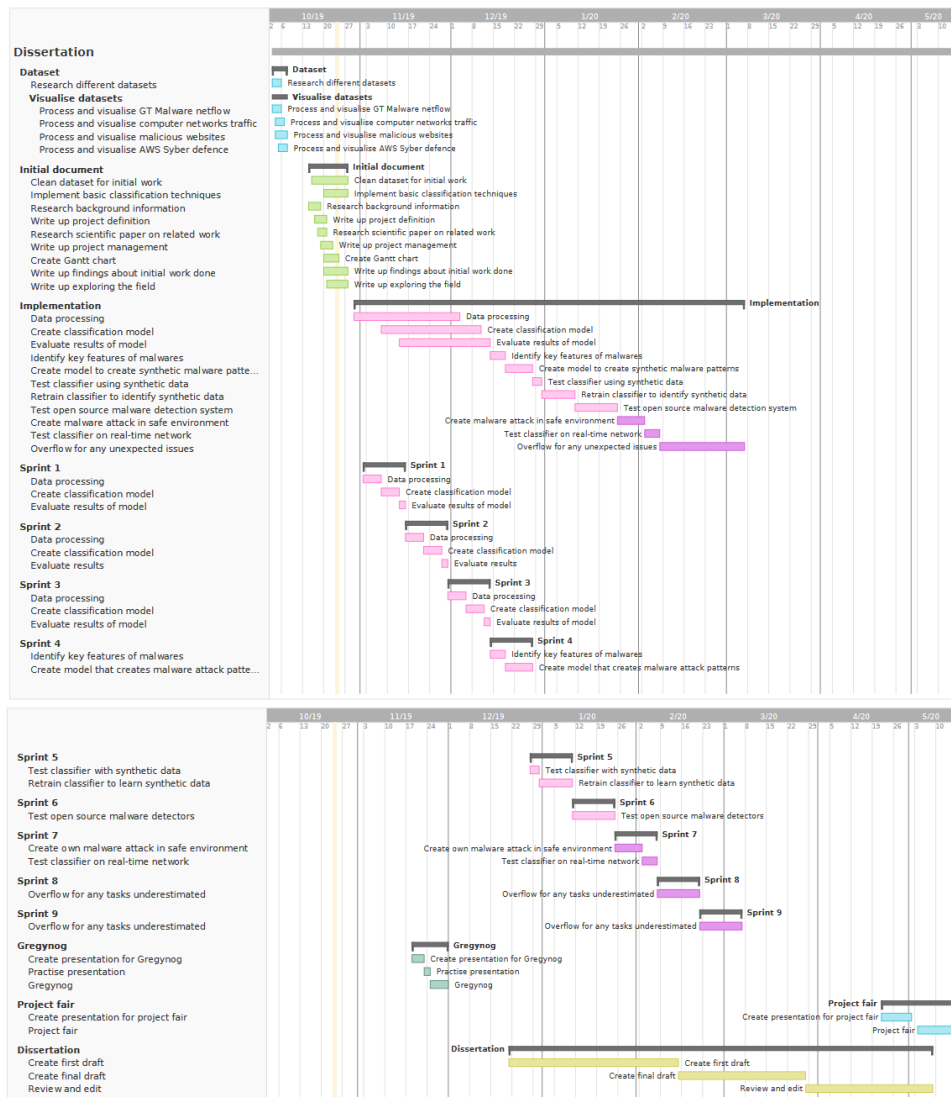 10/19 11/19 12/19 1/20 2/20 3/20 4/20 5/20
2 6 13 20 27 3 10 17 24 1 8 15 22 29 5 12 19 26 2 9 16 23 1 8 15 22 29 5 12 19 26 3 10
Dissertation
Dataset Dataset
Research different datasets Research different datasets
Visualise datasets Visualise datasets
Process and visualise GT Malware netflow Process and visualise GT Malware netflow
Process and visualise computer networks traffic Process and visualise computer networks traffic
Process and visualise malicious websites Process and visualise malicious websites
Process and visualise AWS Syber defence Process and visualise AWS Syber defence
Initial document Initial document
Clean dataset for initial work Clean dataset for initial work
Implement basic classification techniques Implement basic classification techniques
Research background information Research background information
Write up project definition Write up project definition
Research scientific paper on related work Research scientific paper on related work
Write up project management Write up project management
Create Gantt chart Create Gantt chart
Write up findings about initial work done Write up findings about initial work done
Write up exploring the field Write up exploring the field
Implementation Implementation
Data processing Data processing
Create classification model Create classification model
Evaluate results of model Evaluate results of model
Identify key features of malwares Identify key features of malwares
Create model to create synthetic malware patte... Create model to create synthetic malware patterns
Test classifier using synthetic data Test classifier using synthetic data
Retrain classifier to identify synthetic data Retrain classifier to identify synthetic data
Test open source malware detection system Test open source malware detection system
Create malware attack in safe environment Create malware attack in safe environment
Test classifier on real-time network Test classifier on real-time network
Overflow for any unexpected issues Overflow for any unexpected issues
Sprint 1 Sprint 1
Data processing Data processing
Create classification model Create classification model
Evaluate results of model Evaluate results of model
Sprint 2 Sprint 2
Data processing Data processing
Create classification model Create classification model
Evaluate results Evaluate results
Sprint 3 Sprint 3
Data processing Data processing
Create classification model Create classification model
Evaluate results of model Evaluate results of model
Sprint 4 Sprint 4
Identify key features of malwares Identify key features of malwares
Create model that creates malware attack patte... Create model that creates malware attack patterns
10/19 11/19 12/19 1/20 2/20 3/20 4/20 5/20
2 6 13 20 27 3 10 17 24 1 8 15 22 29 5 12 19 26 2 9 16 23 1 8 15 22 29 5 12 19 26 3 10
Sprint 5 Sprint 5
Test classifier with synthetic data Test classifier with synthetic data
Retrain classifier to learn synthetic data Retrain classifier to learn synthetic data
Sprint 6 Sprint 6
Test open source malware detectors Test open source malware detectors
Sprint 7 Sprint 7
Create own malware attack in safe environment Create own malware attack in safe environment
Test classifier on real-time network Test classifier on real-time network
Sprint 8 Sprint 8
Overflow for any tasks underestimated Overflow for any tasks underestimated
Sprint 9 Sprint 9
Overflow for any tasks underestimated Overflow for any tasks underestimated
Gregynog Gregynog
Create presentation for Gregynog Create presentation for Gregynog
Practise presentation Practise presentation
Gregynog Gregynog
Project fair Project fair
Create presentation for project fair Create presentation for project fair
Project fair Project fair
Dissertation Dissertation
Create first draft Create first draft
Create final draft Create final draft
Review and edit Review and edit